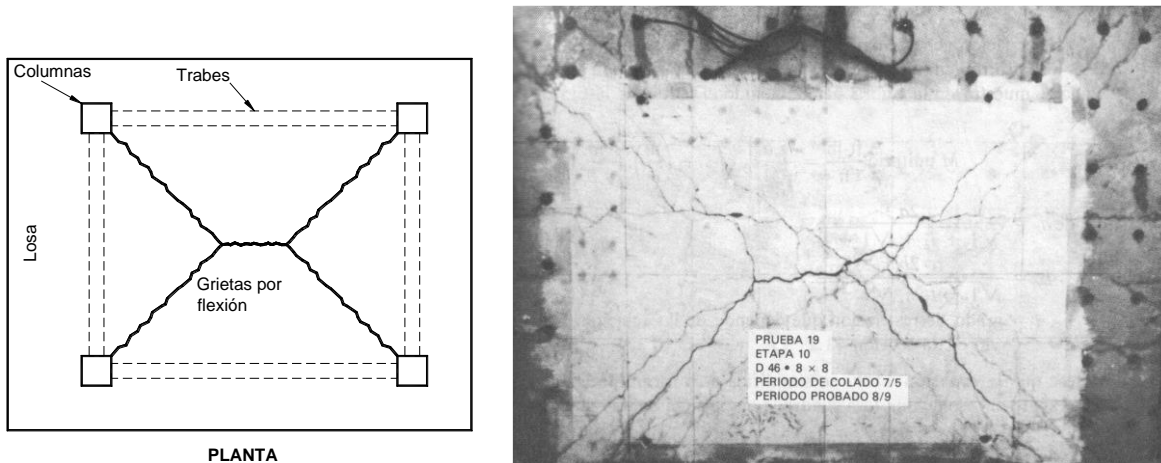 Columnas
Trabes
Losa
Grietas por
flexión
PLANTA
PRUEBA 19
ETAPA 10
D 46 • 8 × 8
PERIODO DE COLADO 7/5
PERIODO PROBADO 8/9